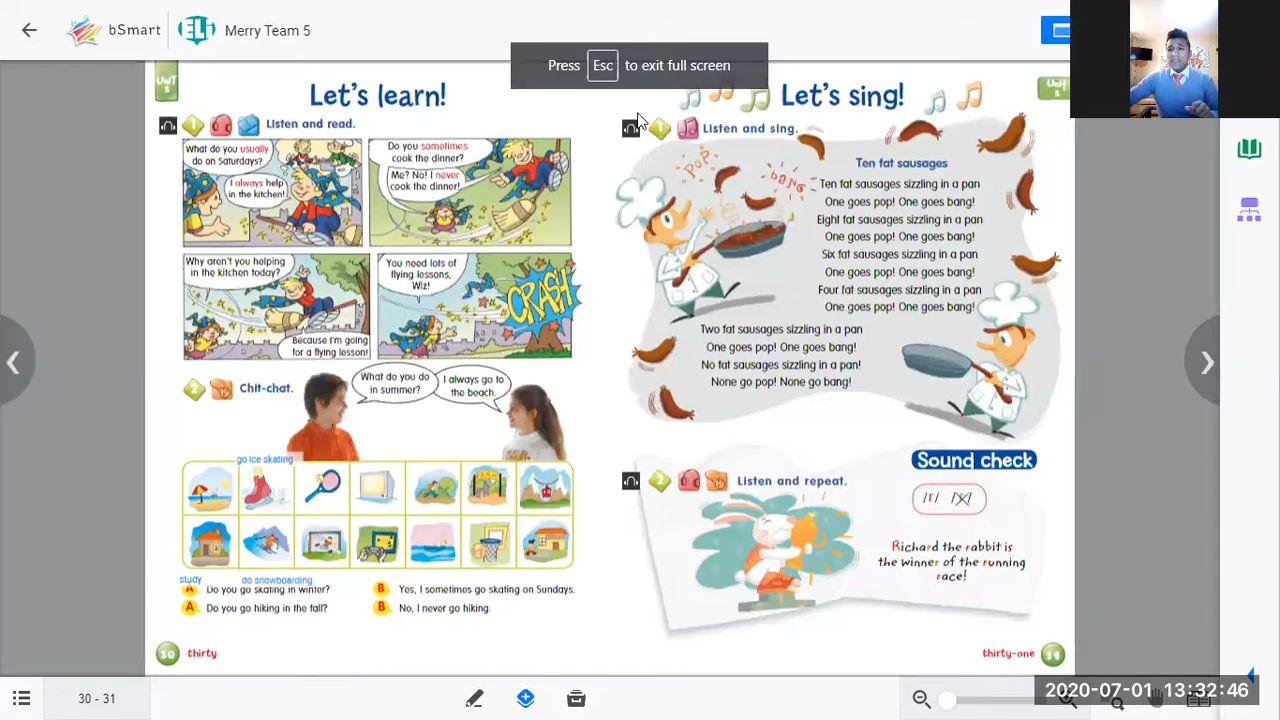 bSmart
ELI
Merry Team 5
Press Esc to exit full screen
Unit 5
Let's learn!
1 Listen and read.
What do you usually
do on Saturdays?
I always help
in the kitchen!
Do you sometimes
cook the dinner?
Me? No! I never
cook the dinner!
Why aren't you helping
in the kitchen today?
Because I'm going
for a flying lesson!
You need lots of
flying lessons,
Wiz!
CRASH
2 Chit-chat.
What do you do
in summer?
I always go to
the beach.
go ice skating
study
do snowboarding
A Do you go skating in winter?
B Yes, I sometimes go skating on Sundays.
A Do you go hiking in the fall?
B No, I never go hiking.
30 thirty
Let's sing!
Unit
1 Listen and sing.
POP
bang
Ten fat sausages
Ten fat sausages sizzling in a pan
One goes pop! One goes bang!
Eight fat sausages sizzling in a pan
One goes pop! One goes bang!
Six fat sausages sizzling in a pan
One goes pop! One goes bang!
Four fat sausages sizzling in a pan
One goes pop! One goes bang!
Two fat sausages sizzling in a pan
One goes pop! One goes bang!
No fat sausages sizzling in a pan!
None go pop! None go bang!
Sound check
2 Listen and repeat.
Richard the rabbit is
the winner of the running
race!
thirty-one 31
30 - 31
2020-07-01 13:32:46